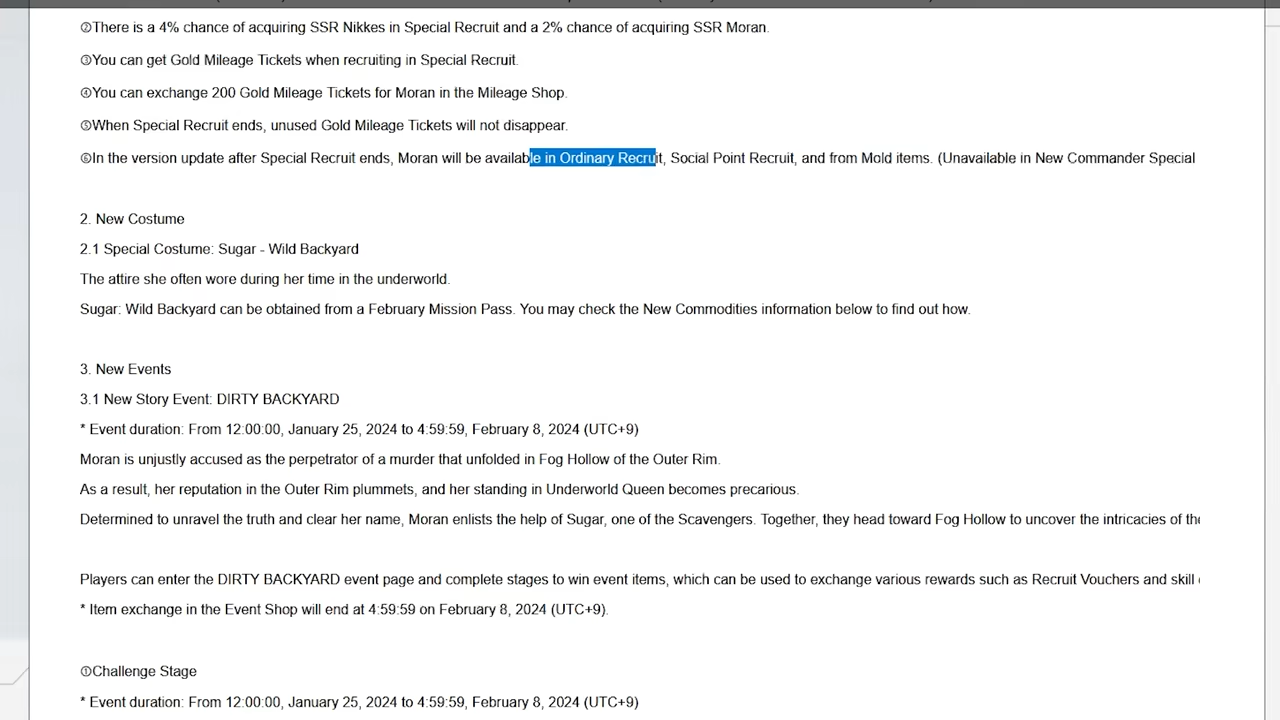 ②There is a 4% chance of acquiring SSR Nikkes in Special Recruit and a 2% chance of acquiring SSR Moran.
③You can get Gold Mileage Tickets when recruiting in Special Recruit.
④You can exchange 200 Gold Mileage Tickets for Moran in the Mileage Shop.
⑤When Special Recruit ends, unused Gold Mileage Tickets will not disappear.
⑥In the version update after Special Recruit ends, Moran will be available in Ordinary Recruit, Social Point Recruit, and from Mold items. (Unavailable in New Commander Special
2. New Costume
2.1 Special Costume: Sugar - Wild Backyard
The attire she often wore during her time in the underworld.
Sugar: Wild Backyard can be obtained from a February Mission Pass. You may check the New Commodities information below to find out how.
3. New Events
3.1 New Story Event: DIRTY BACKYARD
* Event duration: From 12:00:00, January 25, 2024 to 4:59:59, February 8, 2024 (UTC+9)
Moran is unjustly accused as the perpetrator of a murder that unfolded in Fog Hollow of the Outer Rim.
As a result, her reputation in the Outer Rim plummets, and her standing in Underworld Queen becomes precarious.
Determined to unravel the truth and clear her name, Moran enlists the help of Sugar, one of the Scavengers. Together, they head toward Fog Hollow to uncover the intricacies of the
Players can enter the DIRTY BACKYARD event page and complete stages to win event items, which can be used to exchange various rewards such as Recruit Vouchers and skill
* Item exchange in the Event Shop will end at 4:59:59 on February 8, 2024 (UTC+9).
①Challenge Stage
* Event duration: From 12:00:00, January 25, 2024 to 4:59:59, February 8, 2024 (UTC+9)